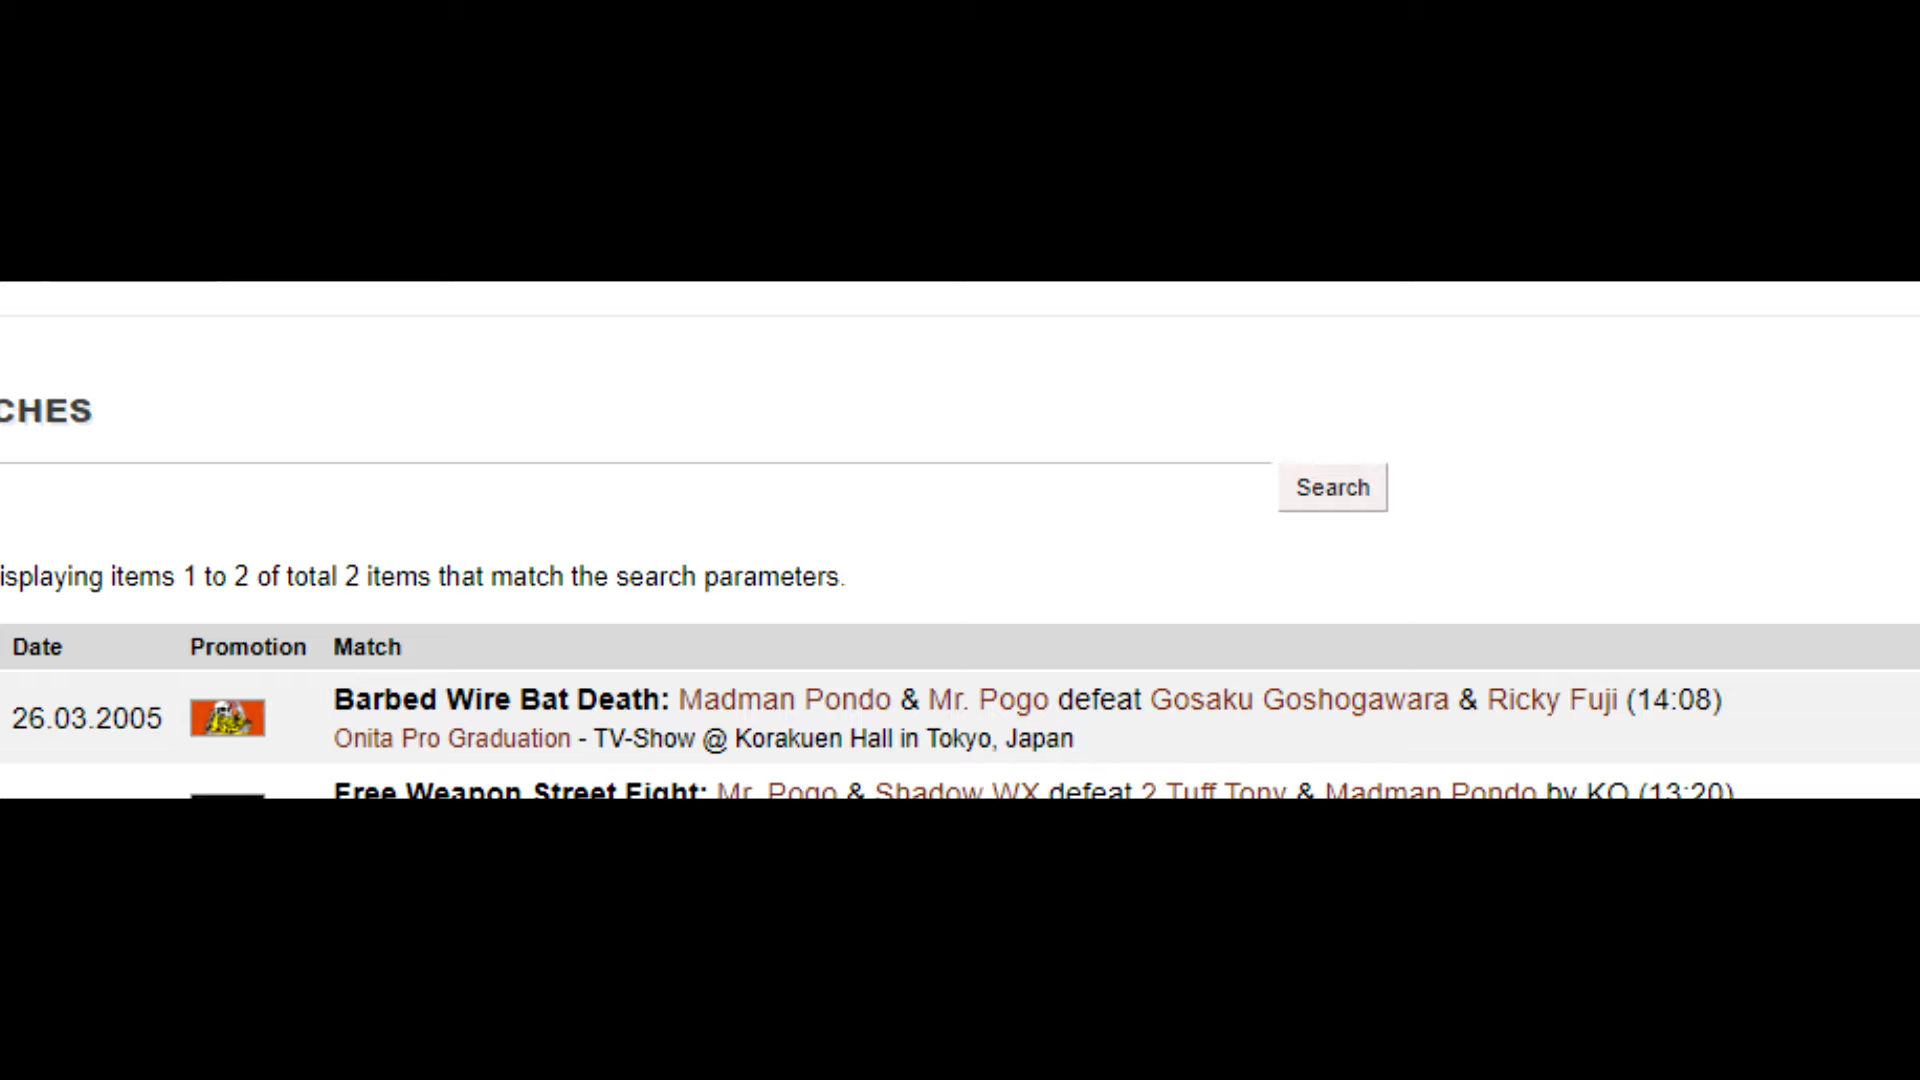 CHES
Search
isplaying items 1 to 2 of total 2 items that match the search parameters.
Date Promotion Match
26.03.2005 Barbed Wire Bat Death: Madman Pondo & Mr. Pogo defeat Gosaku Goshogawara & Ricky Fuji (14:08)
Onita Pro Graduation - TV-Show @ Korakuen Hall in Tokyo, Japan
Free Weapon Street Fight: Mr. Pogo & Shadow WX defeat 2 Tuff Tony & Madman Pondo by KO (13:20)